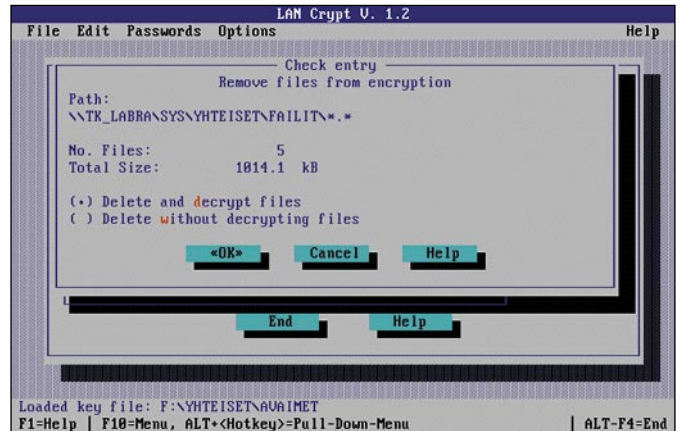 LAN Crypt V. 1.2
File Edit Passwords Options Help
Check entry
Remove files from encryption
Path:
\\TK_LABRA\SYS\YHTEISET\FAILIT\*.*
No. Files: 5
Total Size: 1014.1 kB
(•) Delete and decrypt files
( ) Delete without decrypting files
«OK» Cancel Help
End Help
Loaded key file: F:\YHTEISET\AVAIMET
F1=Help | F10=Menu, ALT+<Hotkey>=Pull-Down-Menu | ALT-F4=End